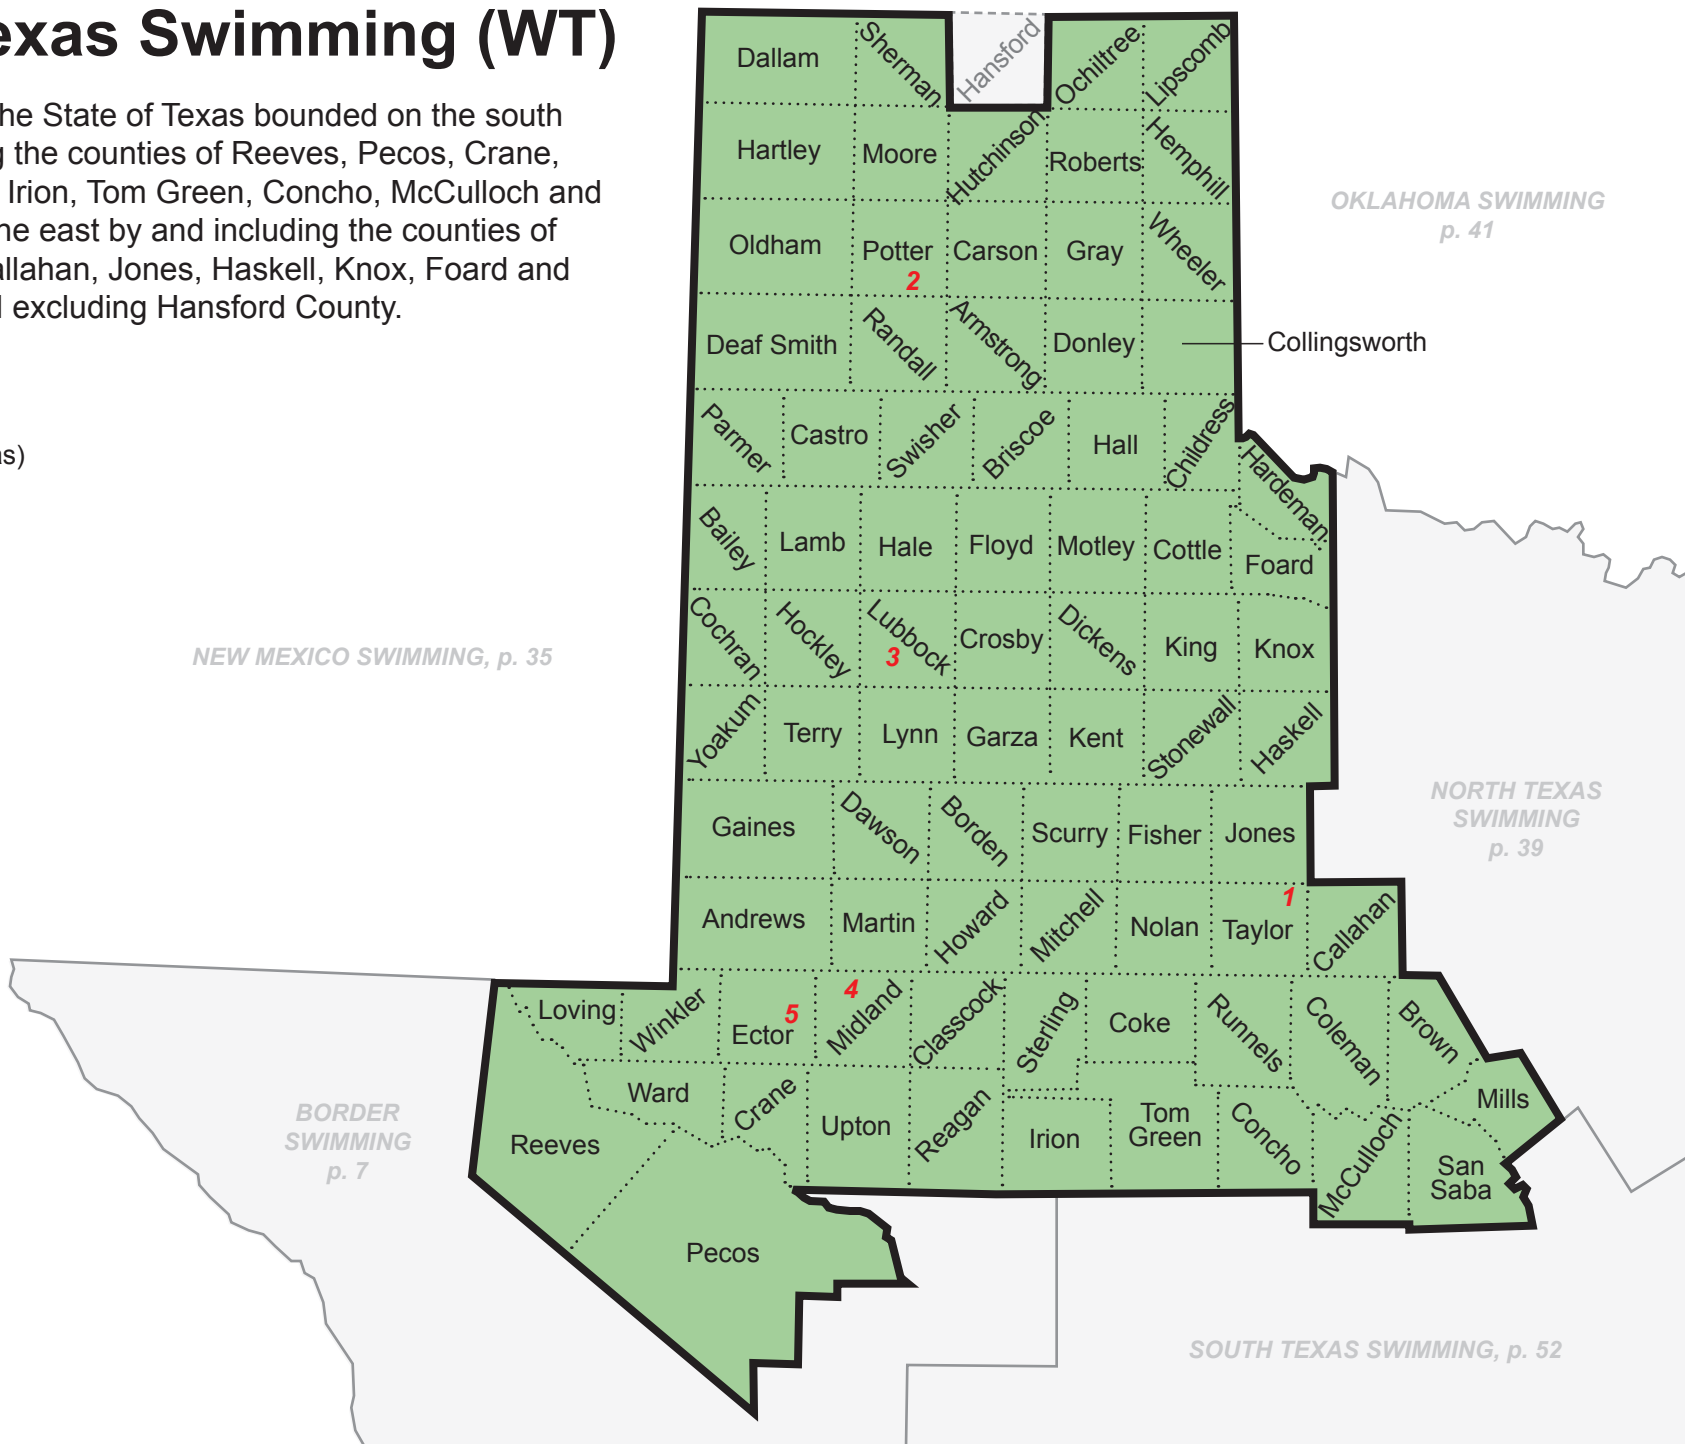 exas Swimming (WT)
he State of Texas bounded on the south
g the counties of Reeves, Pecos, Crane,
Irion, Tom Green, Concho, McCulloch and
he east by and including the counties of
allahan, Jones, Haskell, Knox, Foard and
l excluding Hansford County.
as)
Dallam
Sherman
Hansford
Ochiltree
Lipscomb
Hartley
Moore
Hutchinson
Roberts
Hemphill
OKLAHOMA SWIMMING
p. 41
Oldham
Potter
2
Carson
Gray
Wheeler
Deaf Smith
Randall
Armstrong
Donley
Collingsworth
Parmer
Castro
Swisher
Briscoe
Hall
Childress
Hardeman
Bailey
Lamb
Hale
Floyd
Motley
Cottle
Foard
Cochran
Hockley
Lubbock
3
Crosby
Dickens
King
Knox
NEW MEXICO SWIMMING, p. 35
Yoakum
Terry
Lynn
Garza
Kent
Stonewall
Haskell
Gaines
Dawson
Borden
Scurry
Fisher
Jones
NORTH TEXAS
SWIMMING
p. 39
Andrews
Martin
Howard
Mitchell
Nolan
1
Taylor
Callahan
Loving
Winkler
5
Ector
4
Midland
Classcock
Sterling
Coke
Runnels
Coleman
Brown
Mills
BORDER
SWIMMING
p. 7
Reeves
Ward
Crane
Upton
Reagan
Irion
Tom
Green
Concho
McCulloch
San
Saba
Pecos
SOUTH TEXAS SWIMMING, p. 52